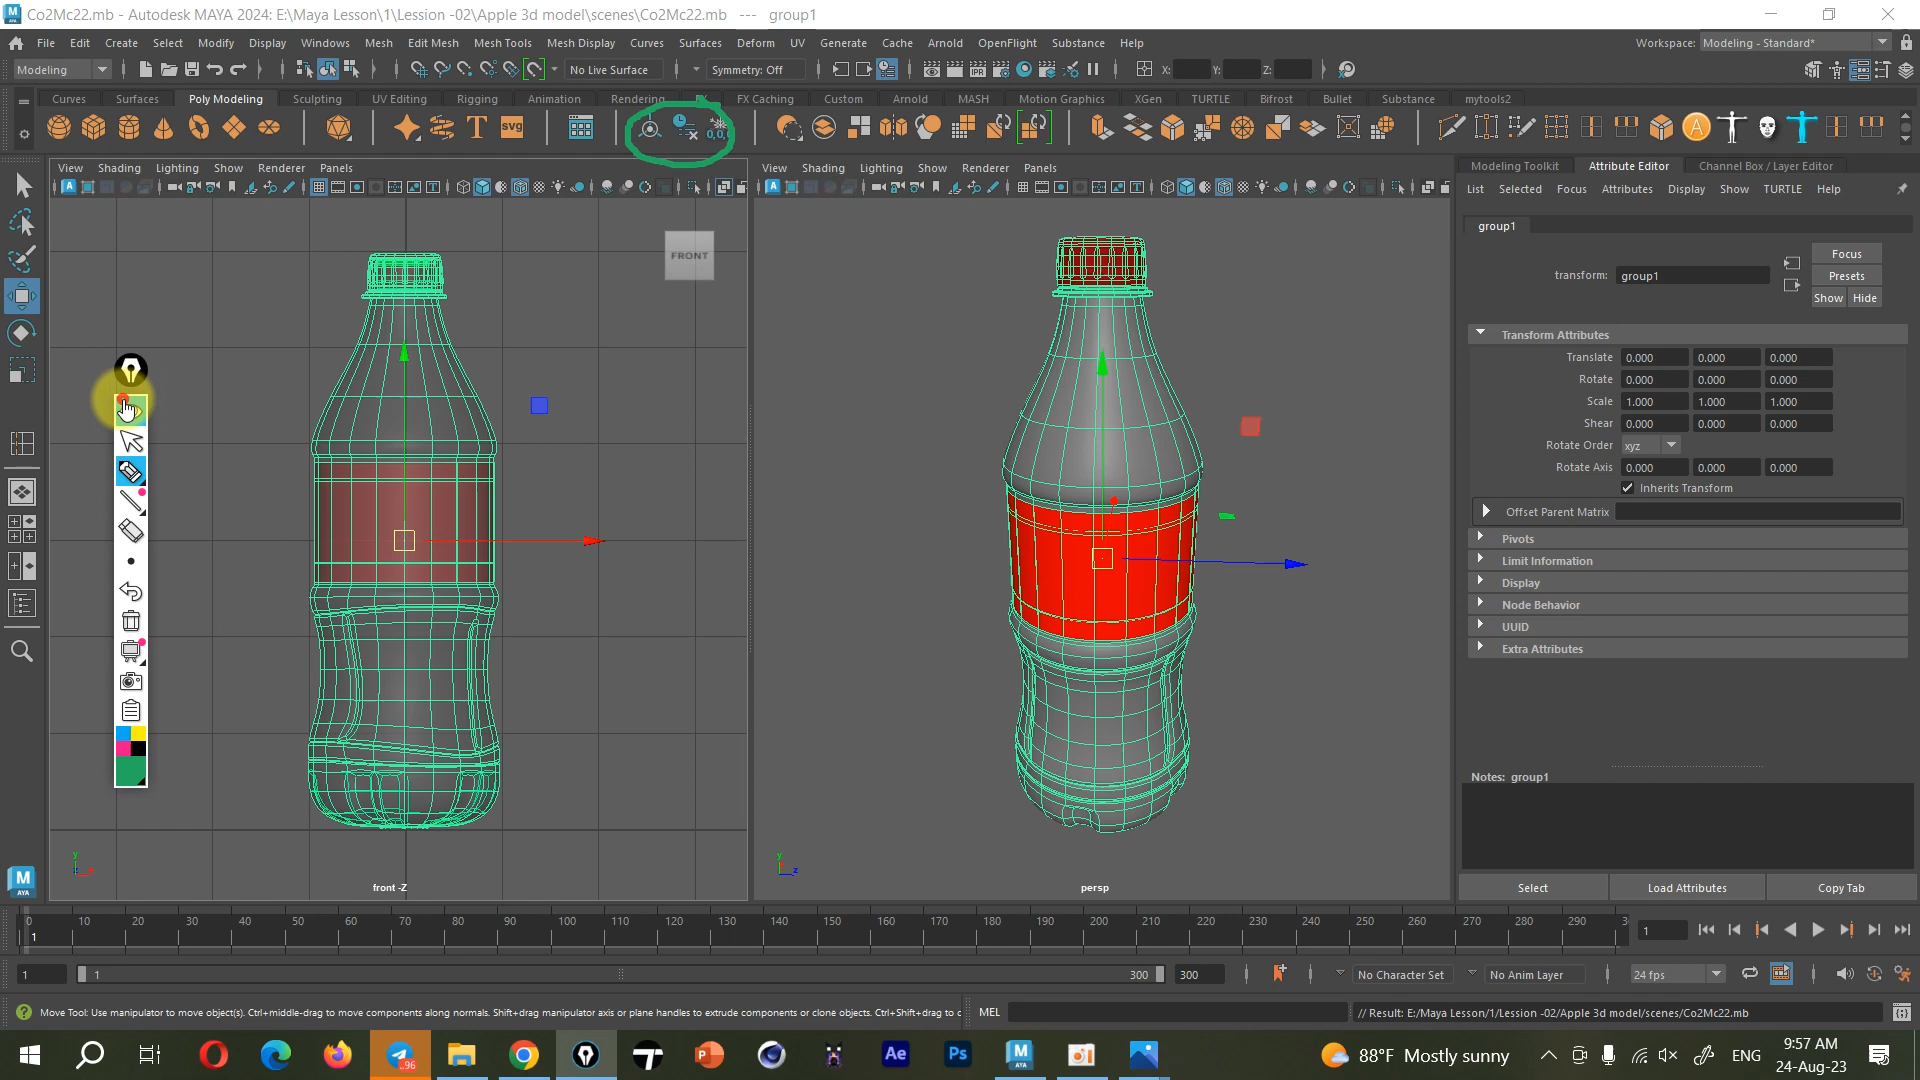 Co2Mc22.mb - Autodesk MAYA 2024: E:\Maya Lesson\1\Lession -02\Apple 3d model\scenes\Co2Mc22.mb --- group1
File Edit Create Select Modify Display Windows Mesh Edit Mesh Mesh Tools Mesh Display Curves Surfaces Deform UV Generate Cache Arnold OpenFlight Substance Help
Workspace: Modeling - Standard*
Modeling No Live Surface Symmetry: Off X: Y: Z:
Curves Surfaces Poly Modeling Sculpting UV Editing Rigging Animation Rendering FX FX Caching Custom Arnold MASH Motion Graphics XGen TURTLE Bifrost Bullet Substance mytools2
View Shading Lighting Show Renderer Panels
View Shading Lighting Show Renderer Panels
FRONT
front -Z
persp
Modeling Toolkit Attribute Editor Channel Box / Layer Editor
List Selected Focus Attributes Display Show TURTLE Help
group1
Focus
transform: group1
Presets
Show Hide
Transform Attributes
Translate 0.000 0.000 0.000
Rotate 0.000 0.000 0.000
Scale 1.000 1.000 1.000
Shear 0.000 0.000 0.000
Rotate Order xyz
Rotate Axis 0.000 0.000 0.000
Inherits Transform
Offset Parent Matrix
Pivots
Limit Information
Display
Node Behavior
UUID
Extra Attributes
Notes: group1
Select Load Attributes Copy Tab
0 10 20 30 40 50 60 70 80 90 100 110 120 130 140 150 160 170 180 190 200 210 220 230 240 250 260 270 280 290
1
1
1 1 300 300 No Character Set No Anim Layer 24 fps
Move Tool: Use manipulator to move object(s). Ctrl+middle-drag to move components along normals. Shift+drag manipulator axis or plane handles to extrude components or clone objects. Ctrl+Shift+drag to c
MEL
// Result: E:/Maya Lesson/1/Lession -02/Apple 3d model/scenes/Co2Mc22.mb
88°F Mostly sunny
ENG
9:57 AM
24-Aug-23